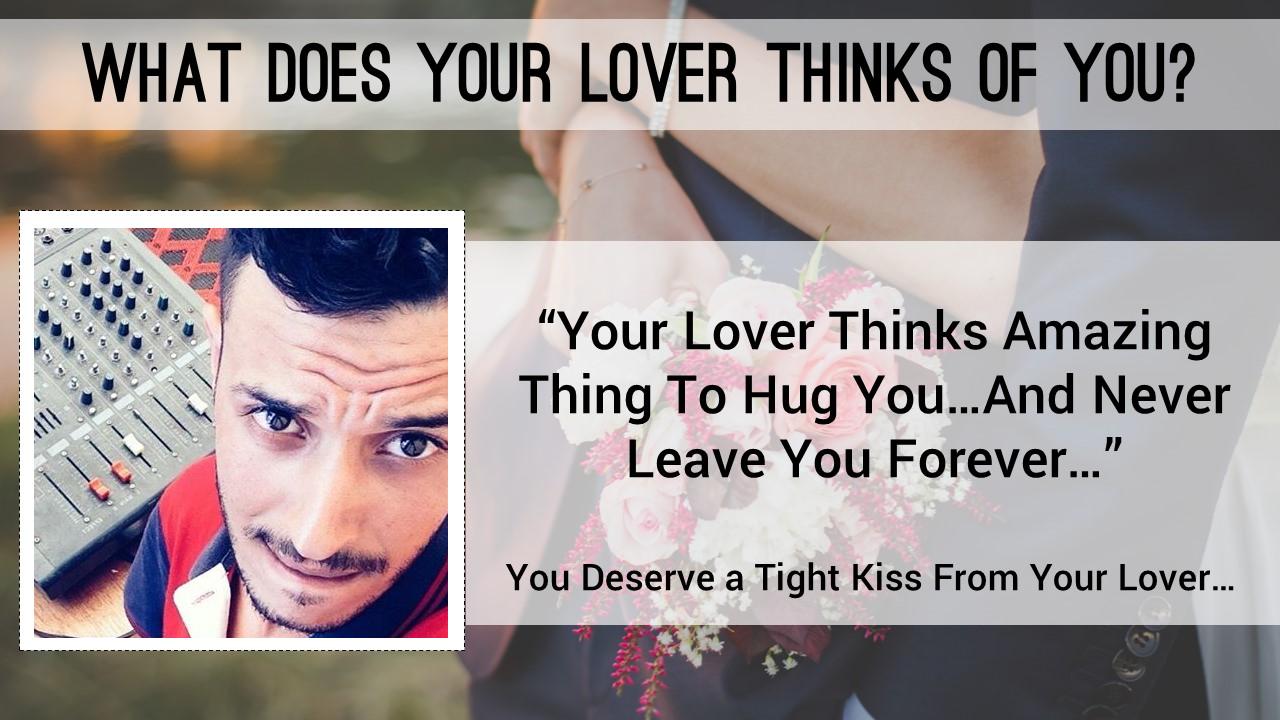 WHAT DOES YOUR LOVER THINKS OF YOU?
“Your Lover Thinks Amazing
Thing To Hug You...And Never
Leave You Forever...”
You Deserve a Tight Kiss From Your Lover...